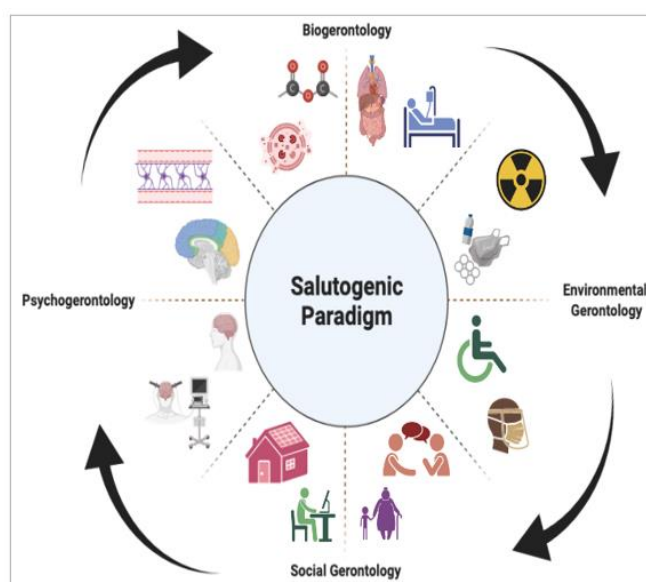 Biogerontology
Salutogenic
Paradigm
Psychogerontology
Environmental
Gerontology
Social Gerontology